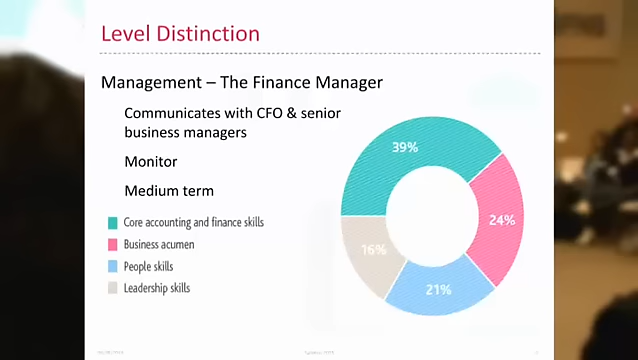 Level Distinction
Management – The Finance Manager
Communicates with CFO & senior
business managers
Monitor
Medium term
Core accounting and finance skills
Business acumen
People skills
Leadership skills
39%
24%
21%
16%